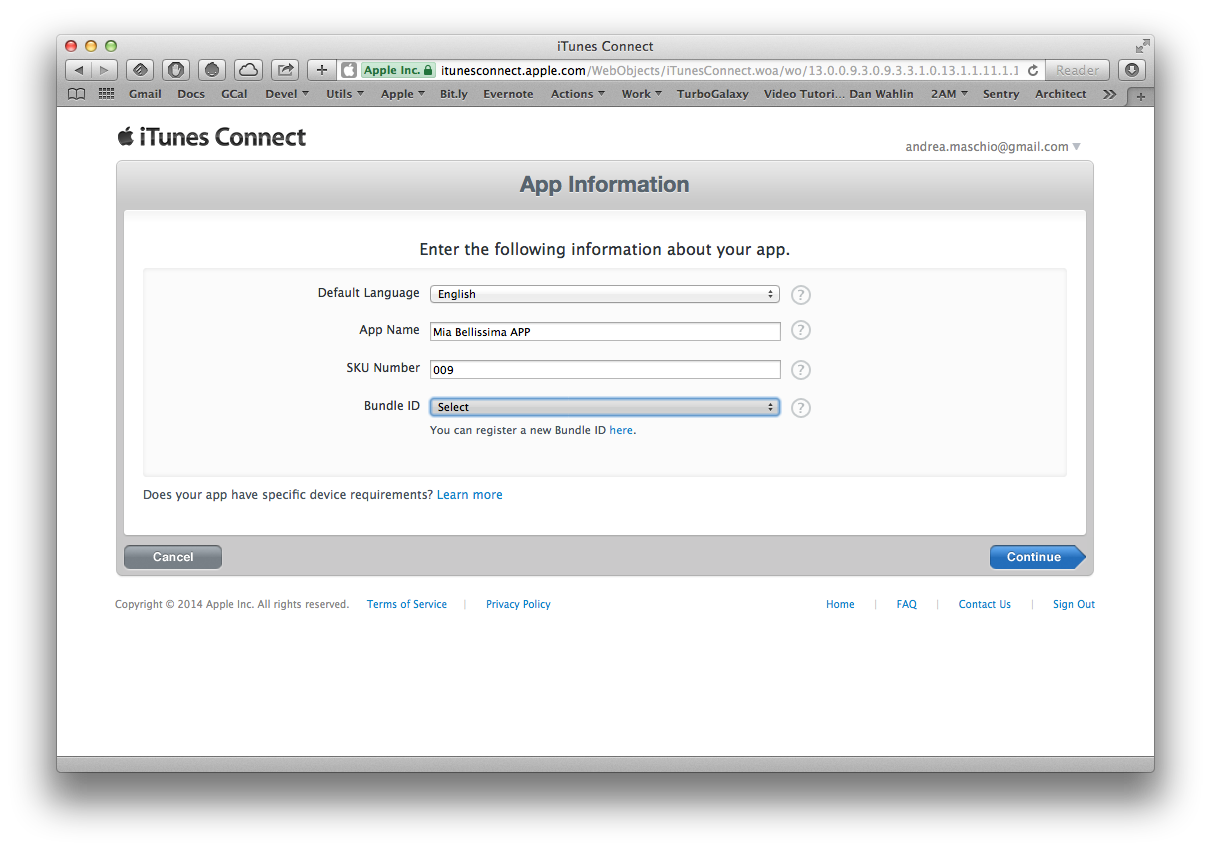 iTunes Connect
Apple Inc. itunesconnect.apple.com/WebObjects/iTunesConnect.woa/wo/13.0.0.9.3.0.9.3.3.1.0.13.1.1.11.1.1 Reader
Gmail Docs GCal Devel Utils Apple Bit.ly Evernote Actions Work TurboGalaxy Video Tutori... Dan Wahlin 2AM Sentry Architect
iTunes Connect
andrea.maschio@gmail.com
App Information
Enter the following information about your app.
Default Language English ?
App Name Mia Bellissima APP ?
SKU Number 009 ?
Bundle ID Select ?
You can register a new Bundle ID here.
Does your app have specific device requirements? Learn more
Cancel Continue
Copyright © 2014 Apple Inc. All rights reserved. Terms of Service | Privacy Policy Home | FAQ | Contact Us | Sign Out